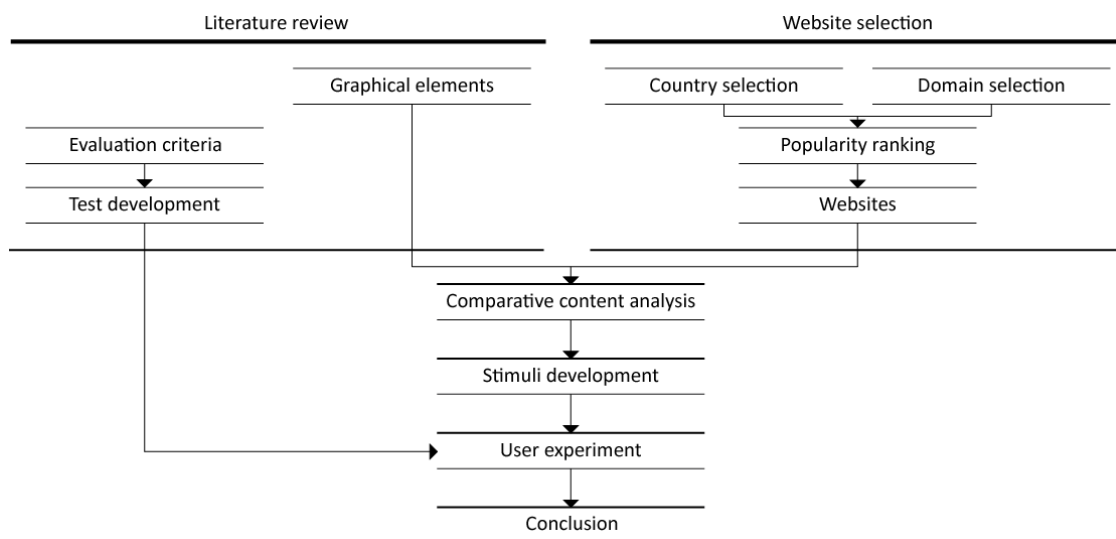 Literature review
Website selection
Graphical elements
Country selection
Domain selection
Evaluation criteria
Popularity ranking
Test development
Websites
Comparative content analysis
Stimuli development
User experiment
Conclusion